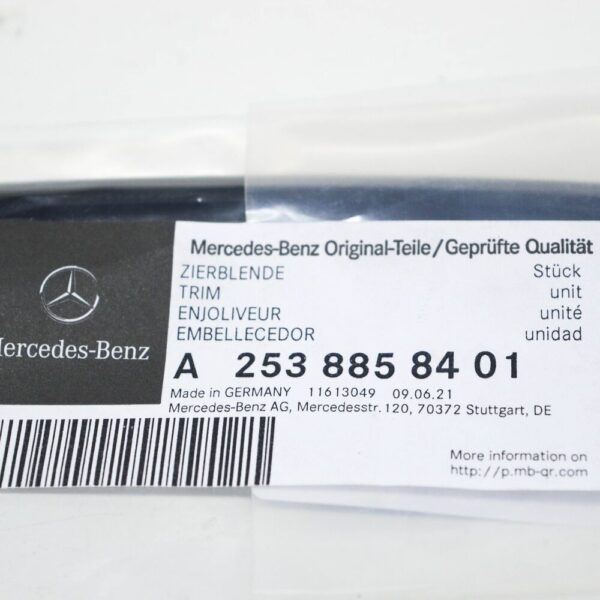 Mercedes-Benz Original-Teile/Geprüfte Qualität
ZIERBLENDE Stück
TRIM unit
ENJOLIVEUR unité
EMBELLECEDOR unidad
Mercedes-Benz
A 253 885 84 01
Made in GERMANY 11613049 09.06.21
Mercedes-Benz AG, Mercedesstr. 120, 70372 Stuttgart, DE
More information on
http://p.mb-qr.com